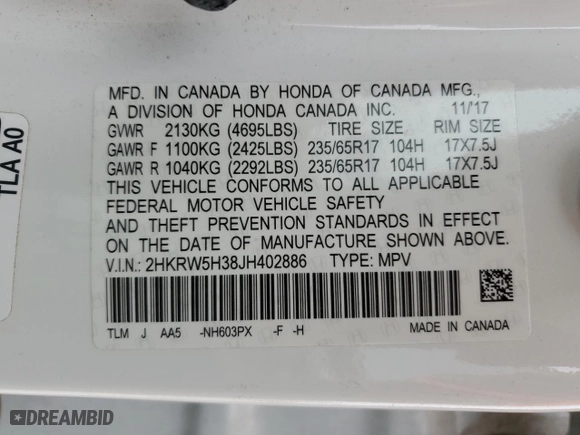 TLA A0
MFD. IN CANADA BY HONDA OF CANADA MFG.,
A DIVISION OF HONDA CANADA INC. 11/17
GVWR 2130KG (4695LBS) TIRE SIZE RIM SIZE
GAWR F 1100KG (2425LBS) 235/65R17 104H 17X7.5J
GAWR R 1040KG (2292LBS) 235/65R17 104H 17X7.5J
THIS VEHICLE CONFORMS TO ALL APPLICABLE
FEDERAL MOTOR VEHICLE SAFETY
AND THEFT PREVENTION STANDARDS IN EFFECT
ON THE DATE OF MANUFACTURE SHOWN ABOVE.
V.I.N.: 2HKRW5H38JH402886 TYPE: MPV
TLM J AA5 -NH603PX -F -H MADE IN CANADA
DREAMBID